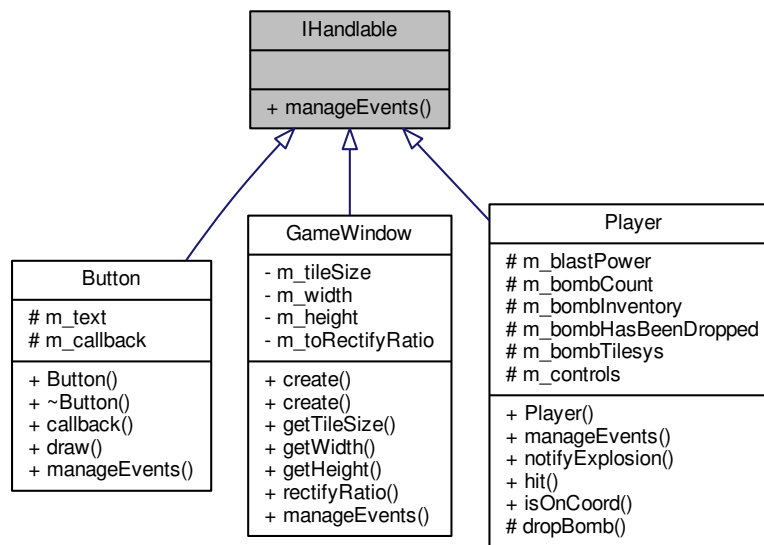 IHandlable
+ manageEvents()
Button
# m_text
# m_callback
+ Button()
+ ~Button()
+ callback()
+ draw()
+ manageEvents()
GameWindow
- m_tileSize
- m_width
- m_height
- m_toRectifyRatio
+ create()
+ create()
+ getTileSize()
+ getWidth()
+ getHeight()
+ rectifyRatio()
+ manageEvents()
Player
# m_blastPower
# m_bombCount
# m_bombInventory
# m_bombHasBeenDropped
# m_bombTilesys
# m_controls
+ Player()
+ manageEvents()
+ notifyExplosion()
+ hit()
+ isOnCoord()
# dropBomb()